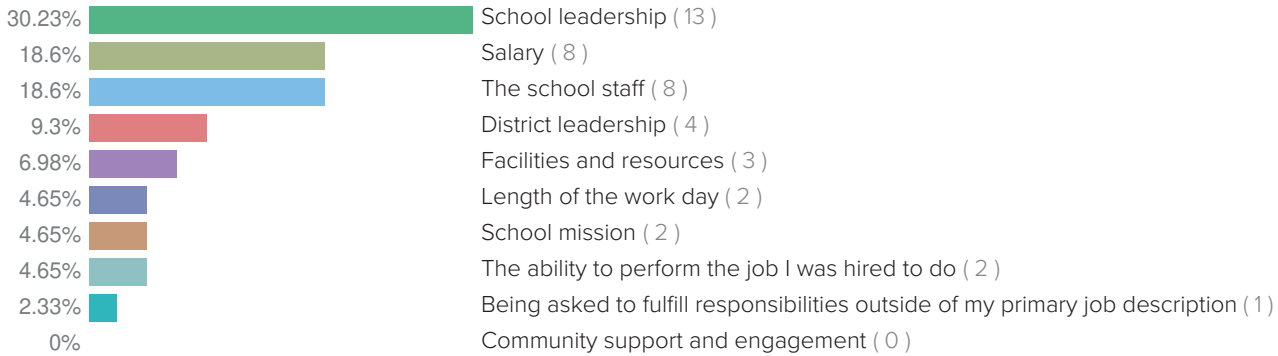 30.23% School leadership ( 13 )
18.6% Salary ( 8 )
18.6% The school staff ( 8 )
9.3% District leadership ( 4 )
6.98% Facilities and resources ( 3 )
4.65% Length of the work day ( 2 )
4.65% School mission ( 2 )
4.65% The ability to perform the job I was hired to do ( 2 )
2.33% Being asked to fulfill responsibilities outside of my primary job description ( 1 )
0% Community support and engagement ( 0 )